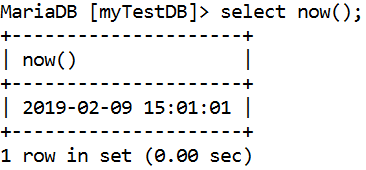 MariaDB [myTestDB]> select now();
+---------------------+
| now()               |
+---------------------+
| 2019-02-09 15:01:01 |
+---------------------+
1 row in set (0.00 sec)